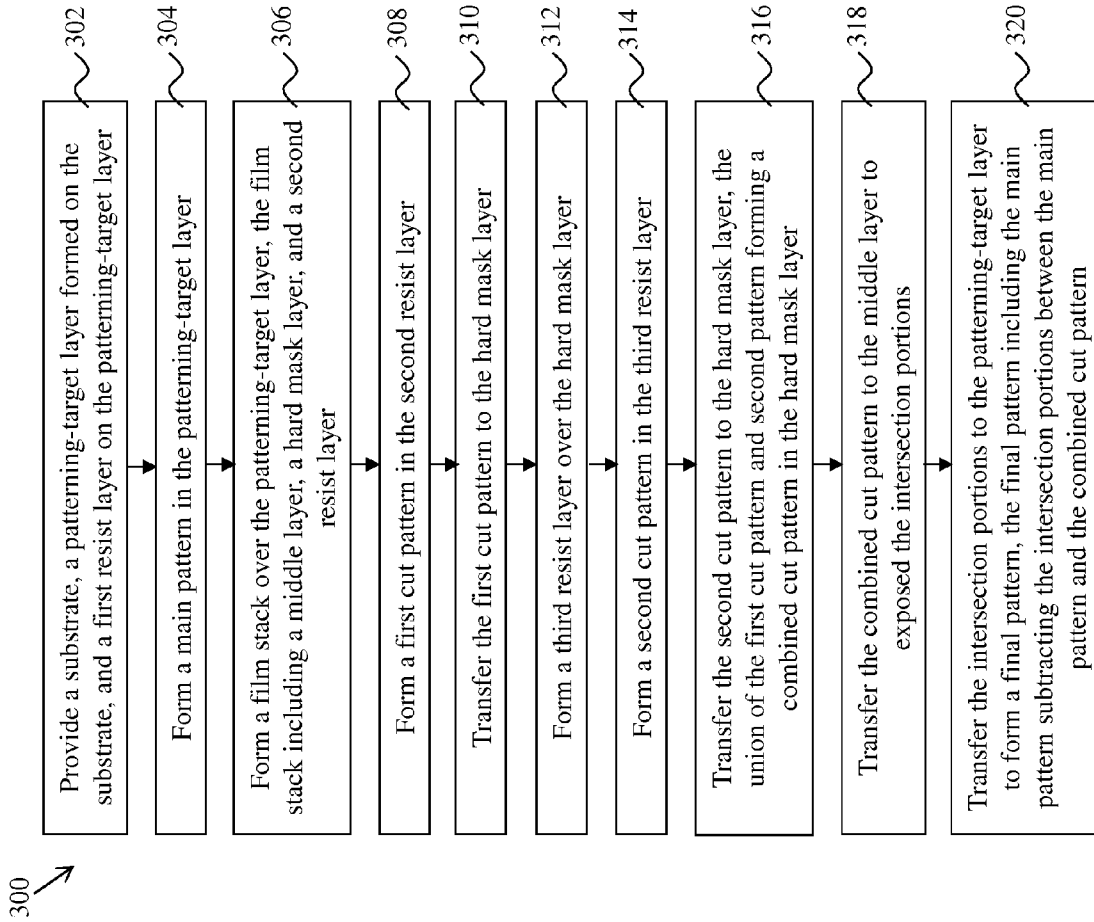 300
Provide a substrate, a patterning-target layer formed on the
substrate, and a first resist layer on the patterning-target layer
302
Form a main pattern in the patterning-target layer
304
Form a film stack over the patterning-target layer, the film
stack including a middle layer, a hard mask layer, and a second
resist layer
306
Form a first cut pattern in the second resist layer
308
Transfer the first cut pattern to the hard mask layer
310
Form a third resist layer over the hard mask layer
312
Form a second cut pattern in the third resist layer
314
Transfer the second cut pattern to the hard mask layer, the
union of the first cut pattern and second pattern forming a
combined cut pattern in the hard mask layer
316
Transfer the combined cut pattern to the middle layer to
exposed the intersection portions
318
Transfer the intersection portions to the patterning-target layer
to form a final pattern, the final pattern including the main
pattern subtracting the intersection portions between the main
pattern and the combined cut pattern
320